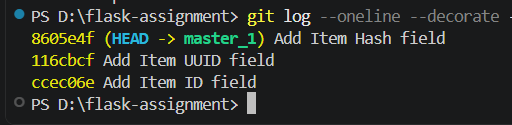 PS D:\flask-assignment> git log --oneline --decorate -
8605e4f (HEAD -> master_1) Add Item Hash field
116cbcf Add Item UUID field
ccec06e Add Item ID field
PS D:\flask-assignment>